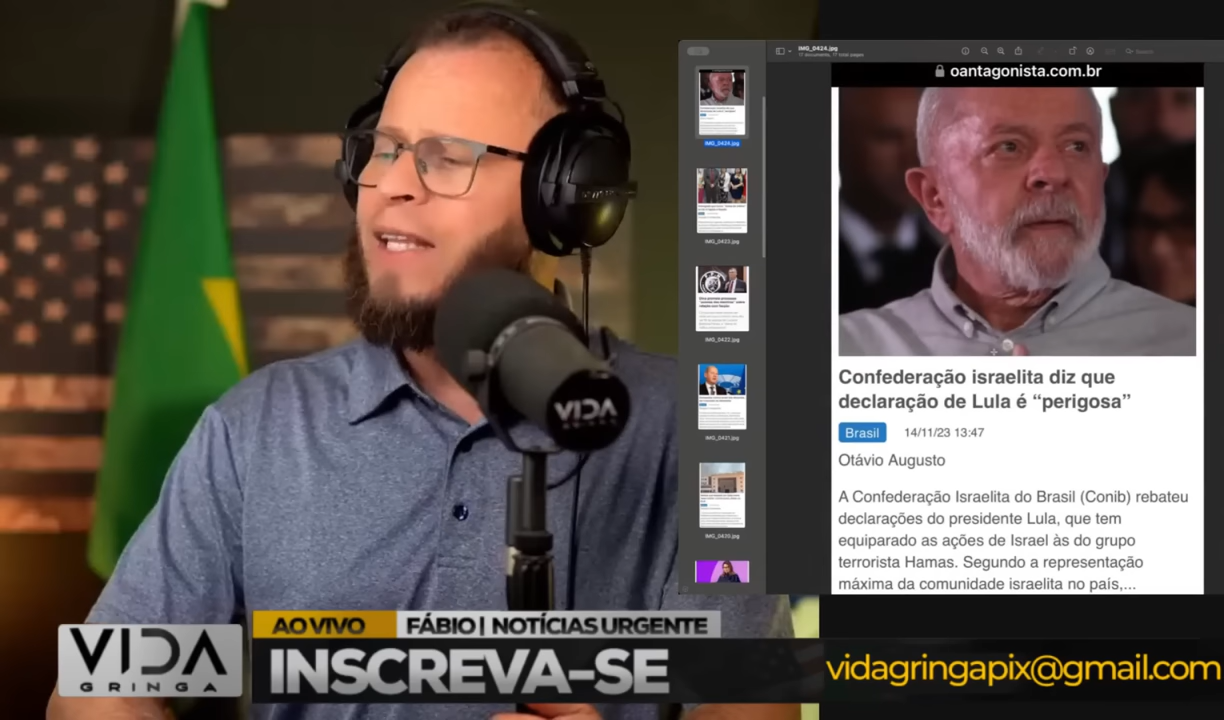 IMG_0424.jpg
oantagonista.com.br
IMG_0424.jpg
IMG_0423.jpg
IMG_0422.jpg
IMG_0421.jpg
IMG_0420.jpg
Confederação israelita diz que
declaração de Lula é “perigosa”
Brasil 14/11/23 13:47
Otávio Augusto
A Confederação Israelita do Brasil (Conib) rebateu
declarações do presidente Lula, que tem
equiparado as ações de Israel às do grupo
terrorista Hamas. Segundo a representação
máxima da comunidade israelita no país,...
VIDA
GRINGA
AO VIVO FÁBIO | NOTÍCIAS URGENTE
INSCREVA-SE
VIDA
GRINGA
vidagringapix@gmail.com